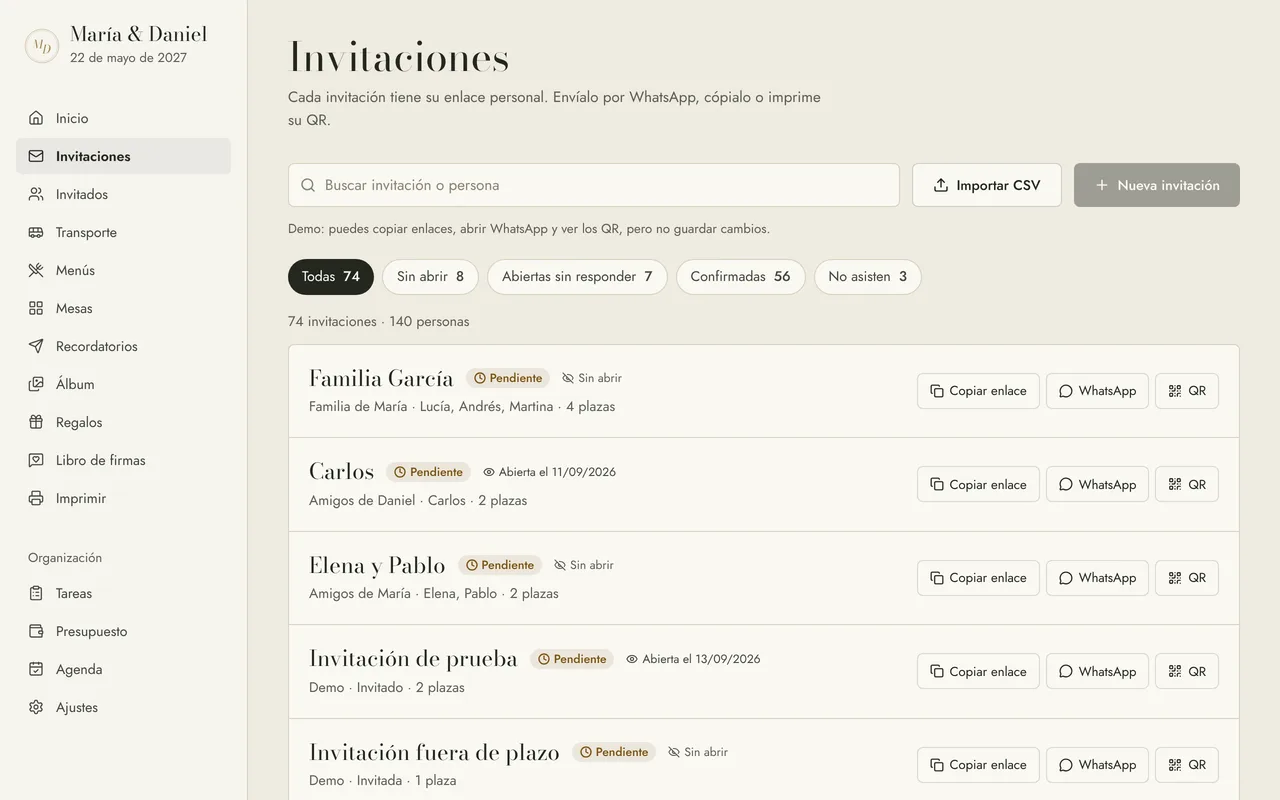 MD
María & Daniel
22 de mayo de 2027
Inicio
Invitaciones
Invitados
Transporte
Menús
Mesas
Recordatorios
Álbum
Regalos
Libro de firmas
Imprimir
Organización
Tareas
Presupuesto
Agenda
Ajustes
Invitaciones
Cada invitación tiene su enlace personal. Envíalo por WhatsApp, cópialo o imprime
su QR.
Buscar invitación o persona
Importar CSV
Nueva invitación
Demo: puedes copiar enlaces, abrir WhatsApp y ver los QR, pero no guardar cambios.
Todas 74 Sin abrir 8 Abiertas sin responder 7 Confirmadas 56 No asisten 3
74 invitaciones · 140 personas
Familia García Pendiente Sin abrir
Familia de María · Lucía, Andrés, Martina · 4 plazas
Copiar enlace WhatsApp QR
Carlos Pendiente Abierta el 11/09/2026
Amigos de Daniel · Carlos · 2 plazas
Copiar enlace WhatsApp QR
Elena y Pablo Pendiente Sin abrir
Amigos de María · Elena, Pablo · 2 plazas
Copiar enlace WhatsApp QR
Invitación de prueba Pendiente Abierta el 13/09/2026
Demo · Invitado · 2 plazas
Copiar enlace WhatsApp QR
Invitación fuera de plazo Pendiente Sin abrir
Demo · Invitada · 1 plaza
Copiar enlace WhatsApp QR